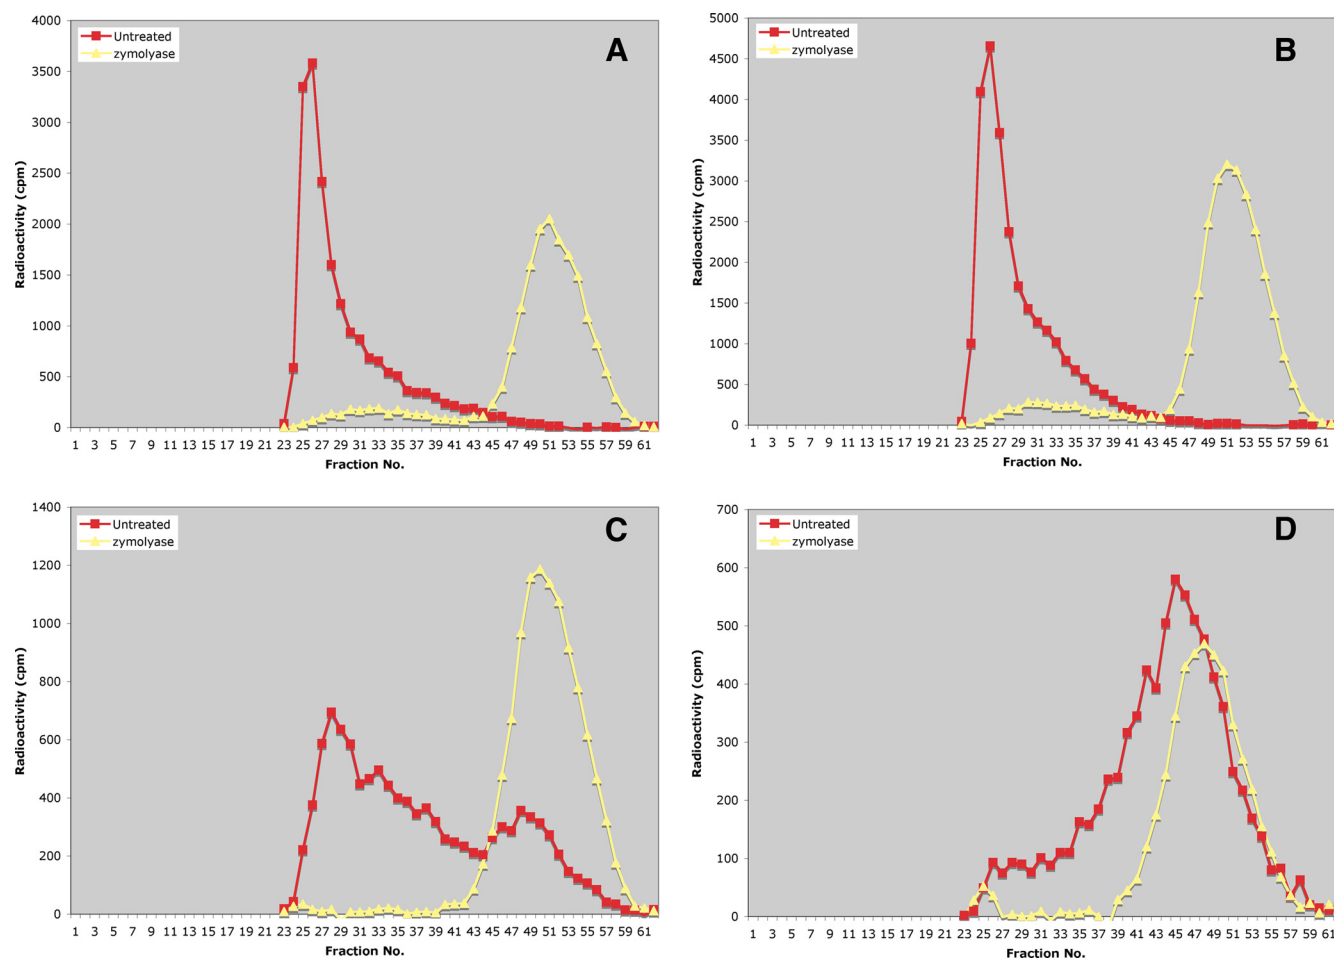 4000
3500
3000
2500
2000
1500
1000
500
0
Radioactivity (cpm)
Untreated
zymolyase
A
1 3 5 7 9 11 13 15 17 19 21 23 25 27 29 31 33 35 37 39 41 43 45 47 49 51 53 55 57 59 61
Fraction No.
5000
4500
4000
3500
3000
2500
2000
1500
1000
500
0
Radioactivity (cpm)
Untreated
zymolyase
B
1 3 5 7 9 11 13 15 17 19 21 23 25 27 29 31 33 35 37 39 41 43 45 47 49 51 53 55 57 59 61
Fraction No.
1400
1200
1000
800
600
400
200
0
Radioactivity (cpm)
Untreated
zymolyase
C
1 3 5 7 9 11 13 15 17 19 21 23 25 27 29 31 33 35 37 39 41 43 45 47 49 51 53 55 57 59 61
Fraction No.
700
600
500
400
300
200
100
0
Radioactivity (cpm)
Untreated
zymolyase
D
1 3 5 7 9 11 13 15 17 19 21 23 25 27 29 31 33 35 37 39 41 43 45 47 49 51 53 55 57 59 61
Fraction No.